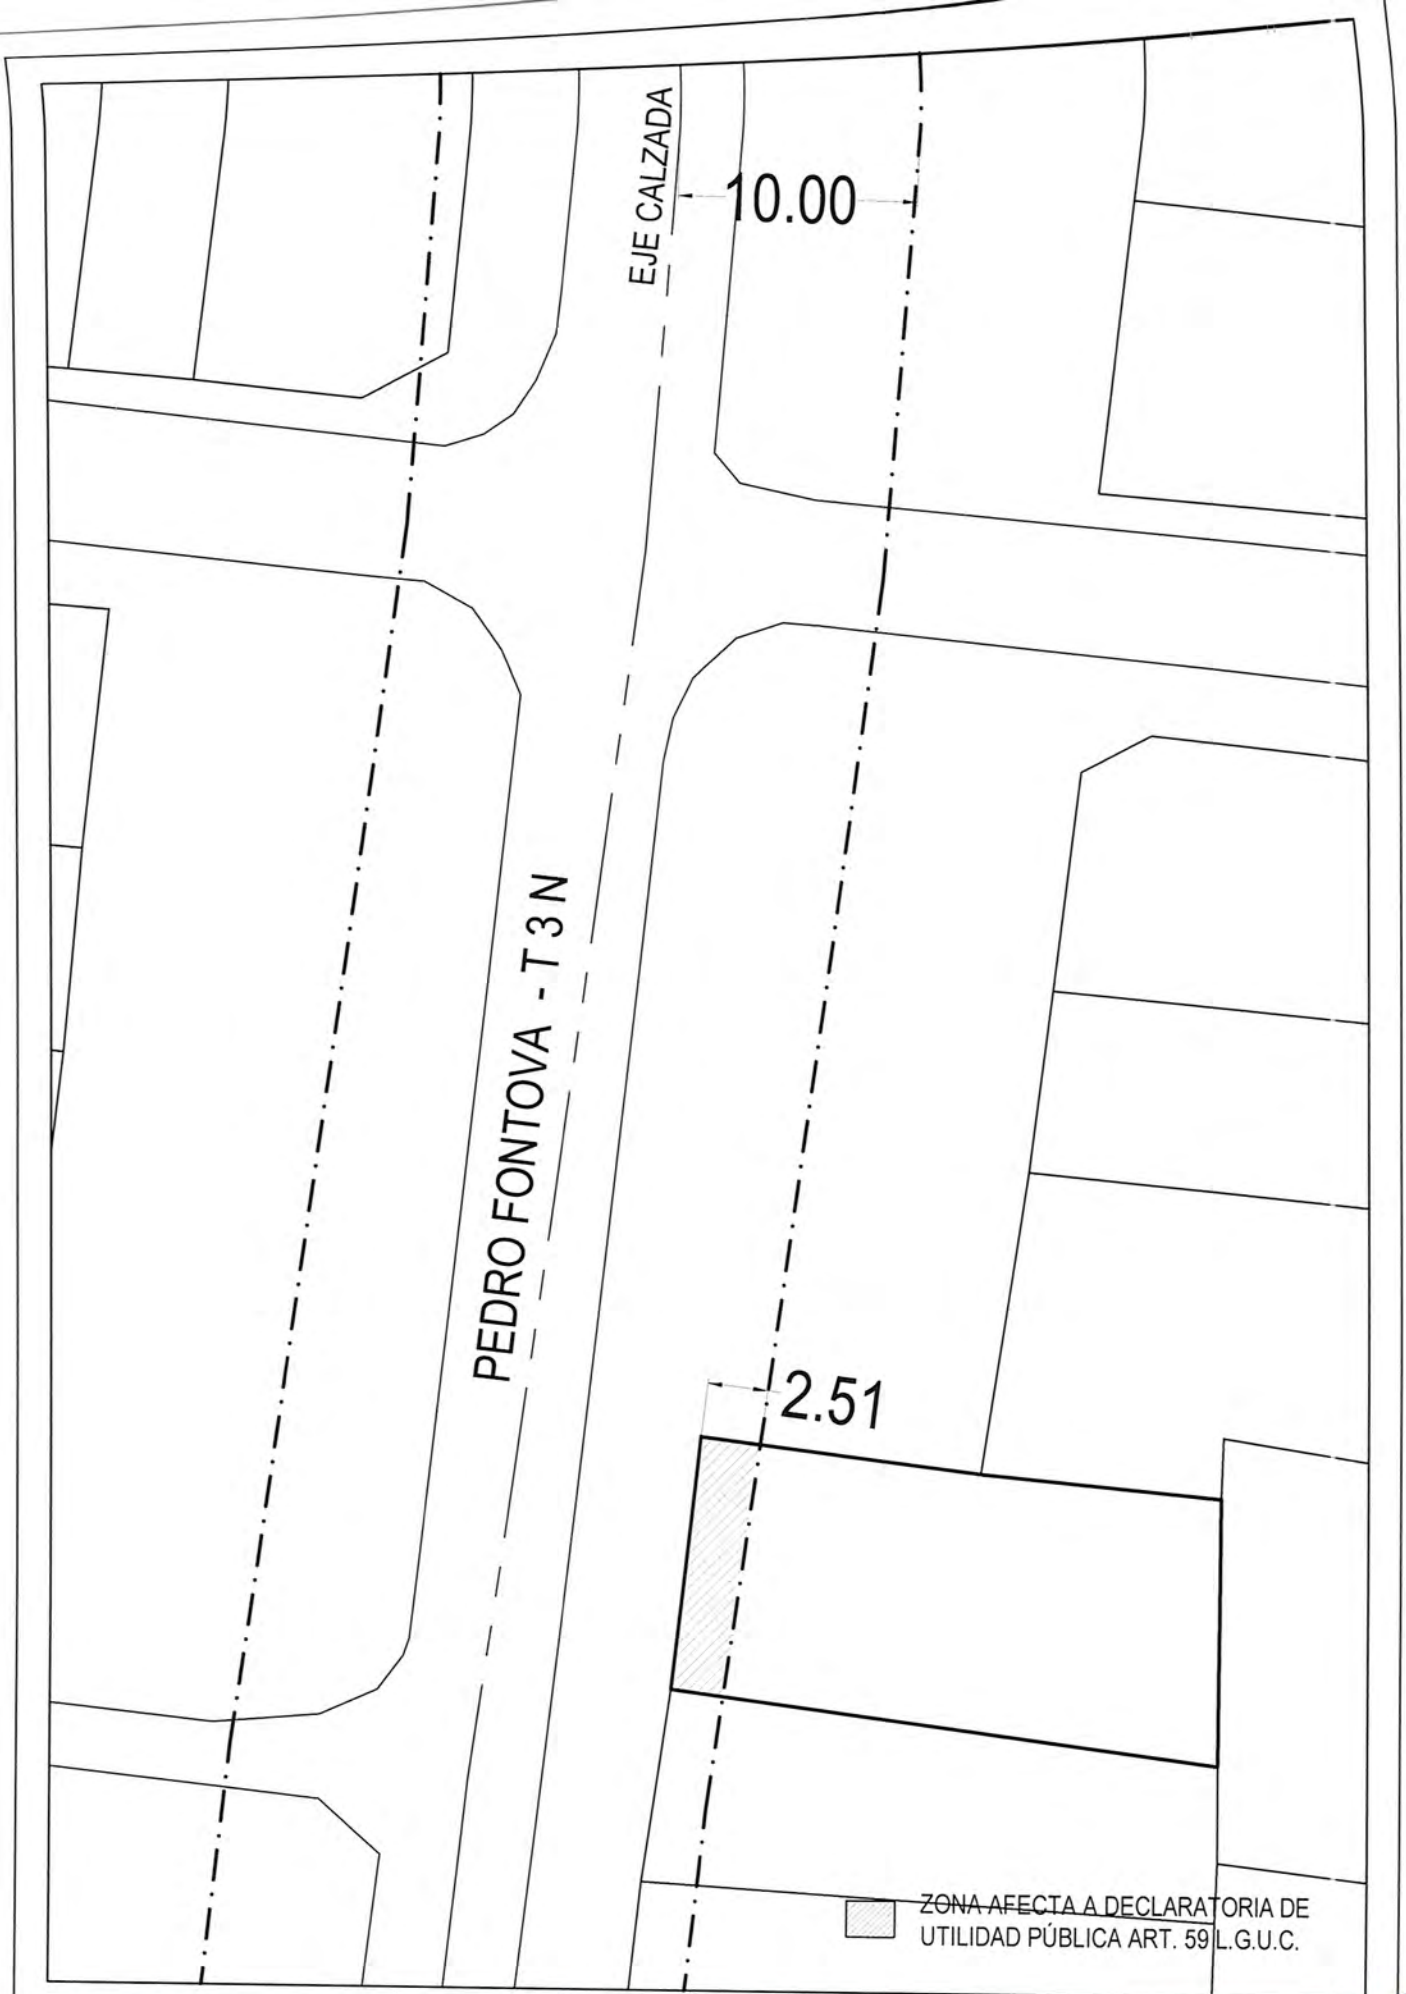 EJE CALZADA
10.00
PEDRO FONTOVA - T 3 N
2.51
ZONA AFECTA A DECLARATORIA DE
UTILIDAD PÚBLICA ART. 59 L.G.U.C.